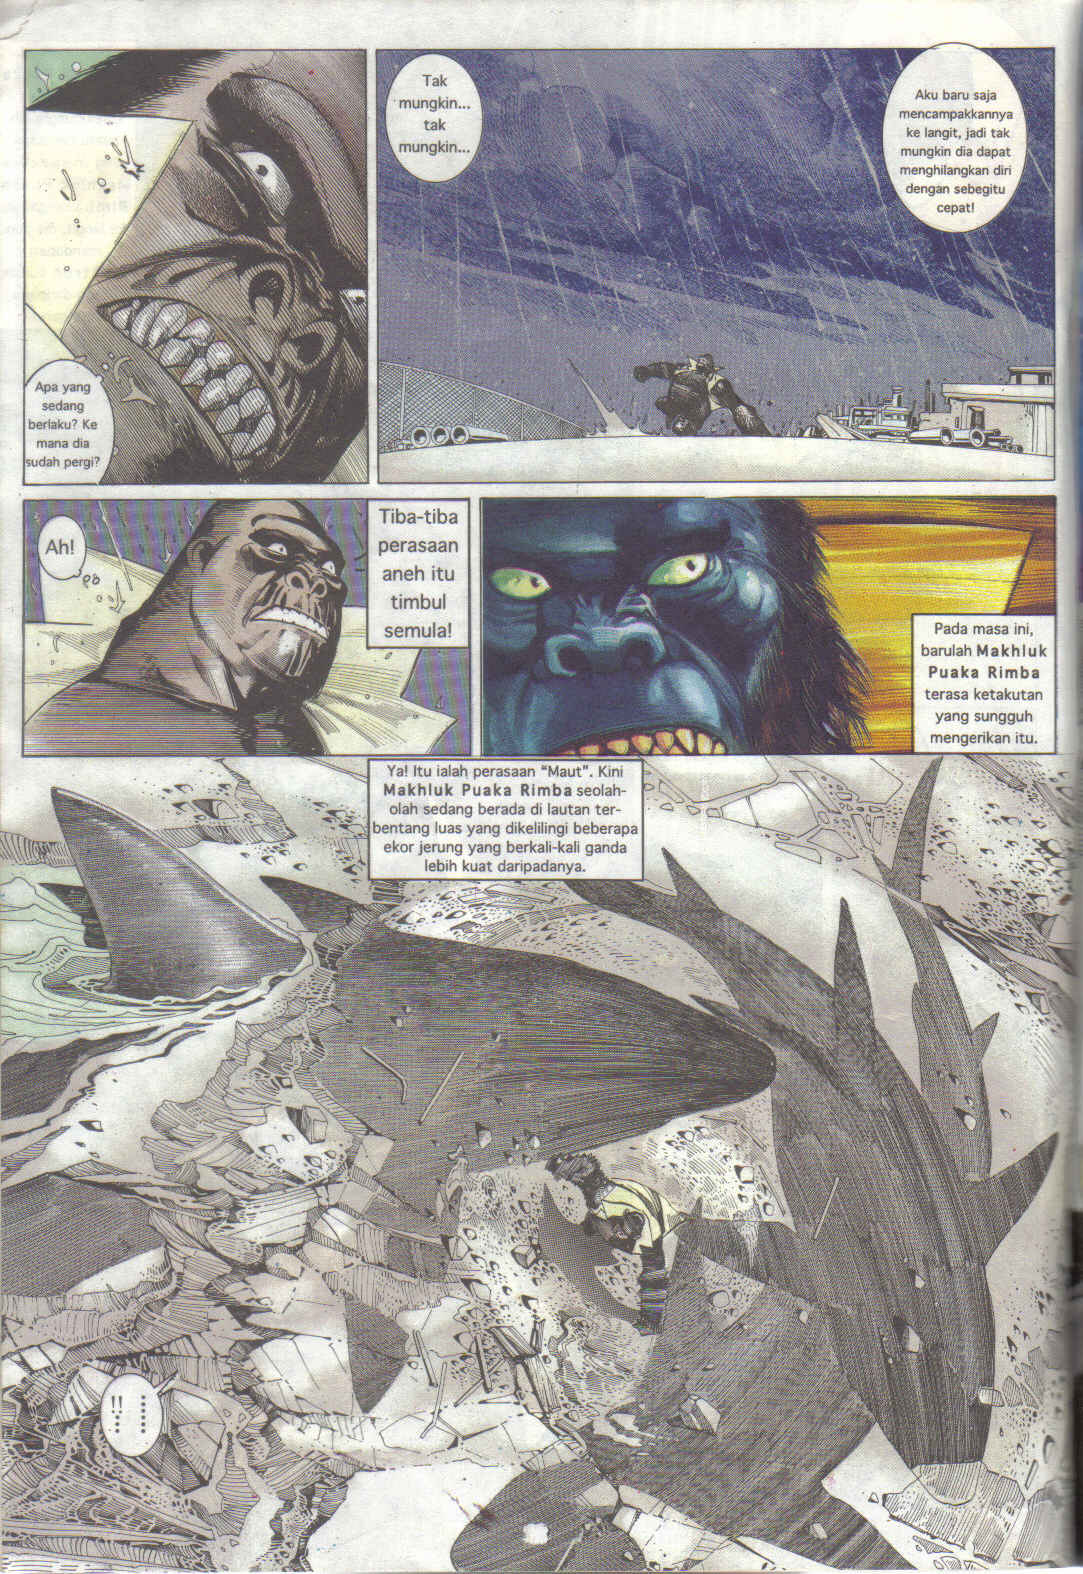 Apa yang
sedang
berlaku? Ke
mana dia
sudah pergi?
Tak
mungkin...
tak
mungkin...
Aku baru saja
mencampakkannya
ke langit, jadi tak
mungkin dia dapat
menghilangkan diri
dengan sebegitu
cepat!
Ah!
Tiba-tiba
perasaan
aneh itu
timbul
semula!
Pada masa ini,
barulah Makhluk
Puaka Rimba
terasa ketakutan
yang sungguh
mengerikan itu.
Ya! Itu ialah perasaan “Maut”. Kini
Makhluk Puaka Rimba seolah-
olah sedang berada di lautan ter-
bentang luas yang dikelilingi beberapa
ekor jerung yang berkali-kali ganda
lebih kuat daripadanya.
......!!